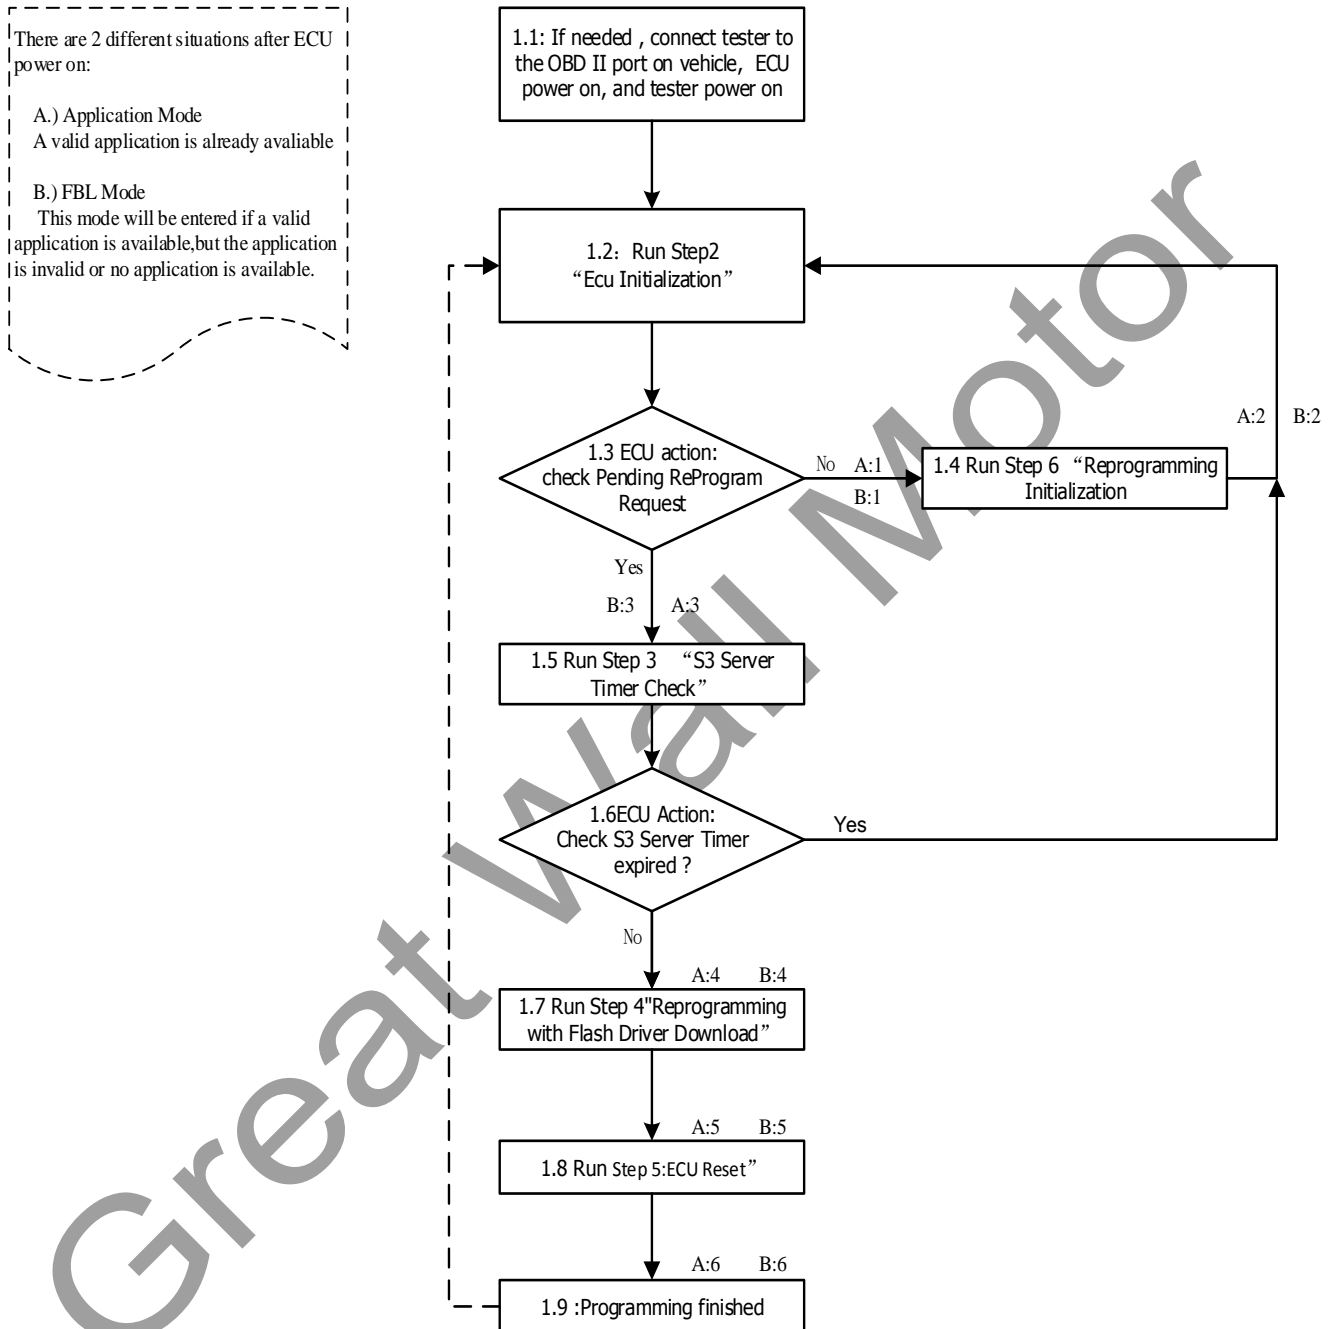 There are 2 different situations after ECU
power on:
A.) Application Mode
A valid application is already avaliable
B.) FBL Mode
This mode will be entered if a valid
application is available,but the application
is invalid or no application is available.
1.1: If needed , connect tester to
the OBD II port on vehicle,  ECU
power on, and tester power on
1.2:  Run Step2
“Ecu Initialization”
1.3 ECU action:
check Pending ReProgram
Request
No
A:1
B:1
1.4 Run Step 6 “Reprogramming
Initialization
A:2
B:2
Yes
B:3
A:3
1.5 Run Step 3 “S3 Server
Timer Check”
1.6ECU Action:
Check S3 Server Timer
expired ?
Yes
No
A:4
B:4
1.7 Run Step 4"Reprogramming
with Flash Driver Download”
A:5
B:5
1.8 Run Step 5:ECU Reset”
A:6
B:6
1.9 :Programming finished
Great Wall Motor